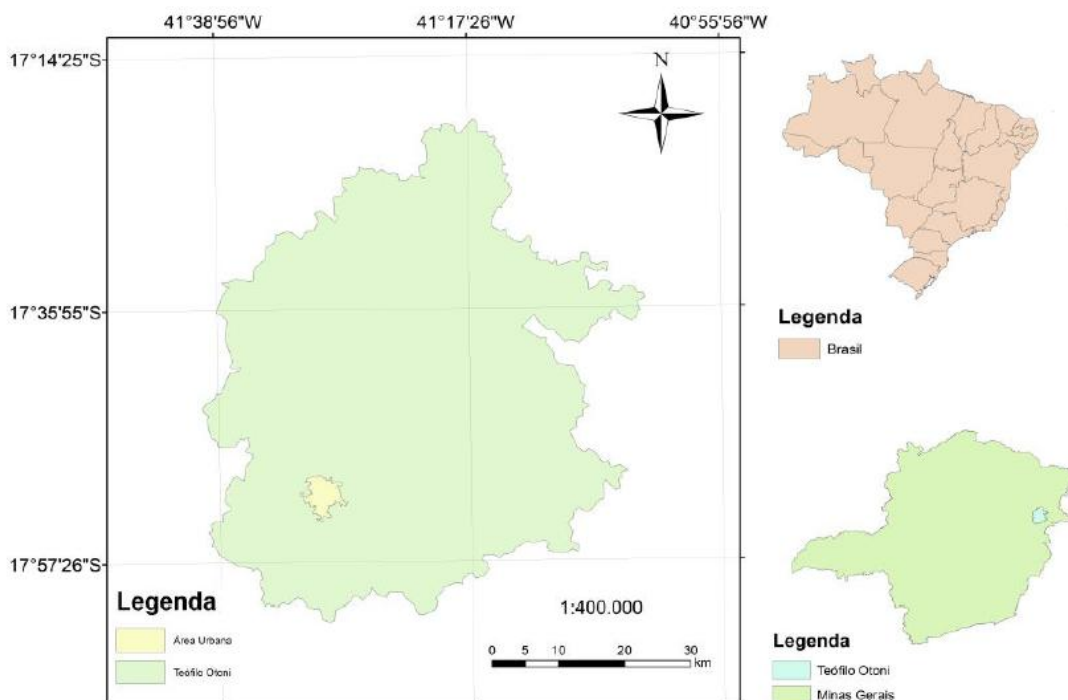 41°38'56"W 41°17'26"W 40°55'56"W
17°14'25"S
N
17°35'55"S
17°57'26"S
Legenda
Área Urbana
Teófilo Otoni
1:400.000
0 5 10 20 30
km
Legenda
Brasil
Legenda
Teófilo Otoni
Minas Gerais